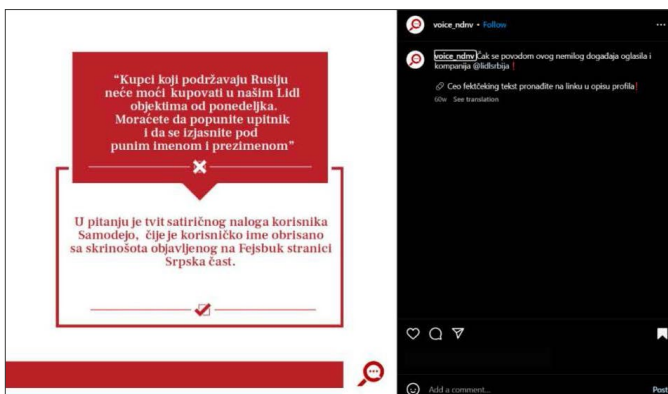 “Kupci koji podržavaju Rusiju
neće moći kupovati u našim Lidl
objektima od ponedeljka.
Moraćete da popunite upitnik
i da se izjasnite pod
punim imenom i prezimenom”
U pitanju je tvit satiričnog naloga korisnika
Samodejo, čije je korisničko ime obrisano
sa skrinošota objavljenog na Fejsbuk stranici
Srpska čast.
voice_ndnv • Follow
voice_ndnv Čak se povodom ovog nemilog događaja oglasila i
kompanija @lidlsrbija❗
🔗 Ceo fektčeking tekst pronađite na linku u opisu profila❗
60w See translation
Add a comment... Post